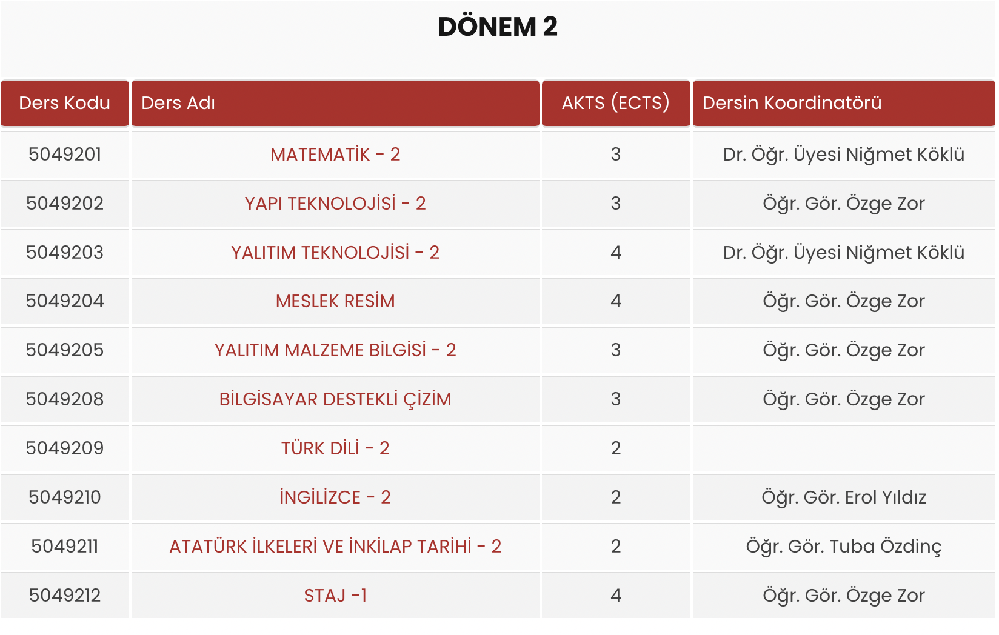 DÖNEM 2
Ders Kodu Ders Adı AKTS (ECTS) Dersin Koordinatörü
5049201 MATEMATİK - 2 3 Dr. Öğr. Üyesi Niğmet Köklü
5049202 YAPI TEKNOLOJİSİ - 2 3 Öğr. Gör. Özge Zor
5049203 YALITIM TEKNOLOJİSİ - 2 4 Dr. Öğr. Üyesi Niğmet Köklü
5049204 MESLEK RESİM 4 Öğr. Gör. Özge Zor
5049205 YALITIM MALZEME BİLGİSİ - 2 3 Öğr. Gör. Özge Zor
5049208 BİLGİSAYAR DESTEKLİ ÇİZİM 3 Öğr. Gör. Özge Zor
5049209 TÜRK DİLİ - 2 2
5049210 İNGİLİZCE - 2 2 Öğr. Gör. Erol Yıldız
5049211 ATATÜRK İLKELERİ VE İNKİLAP TARİHİ - 2 2 Öğr. Gör. Tuba Özdinç
5049212 STAJ -1 4 Öğr. Gör. Özge Zor